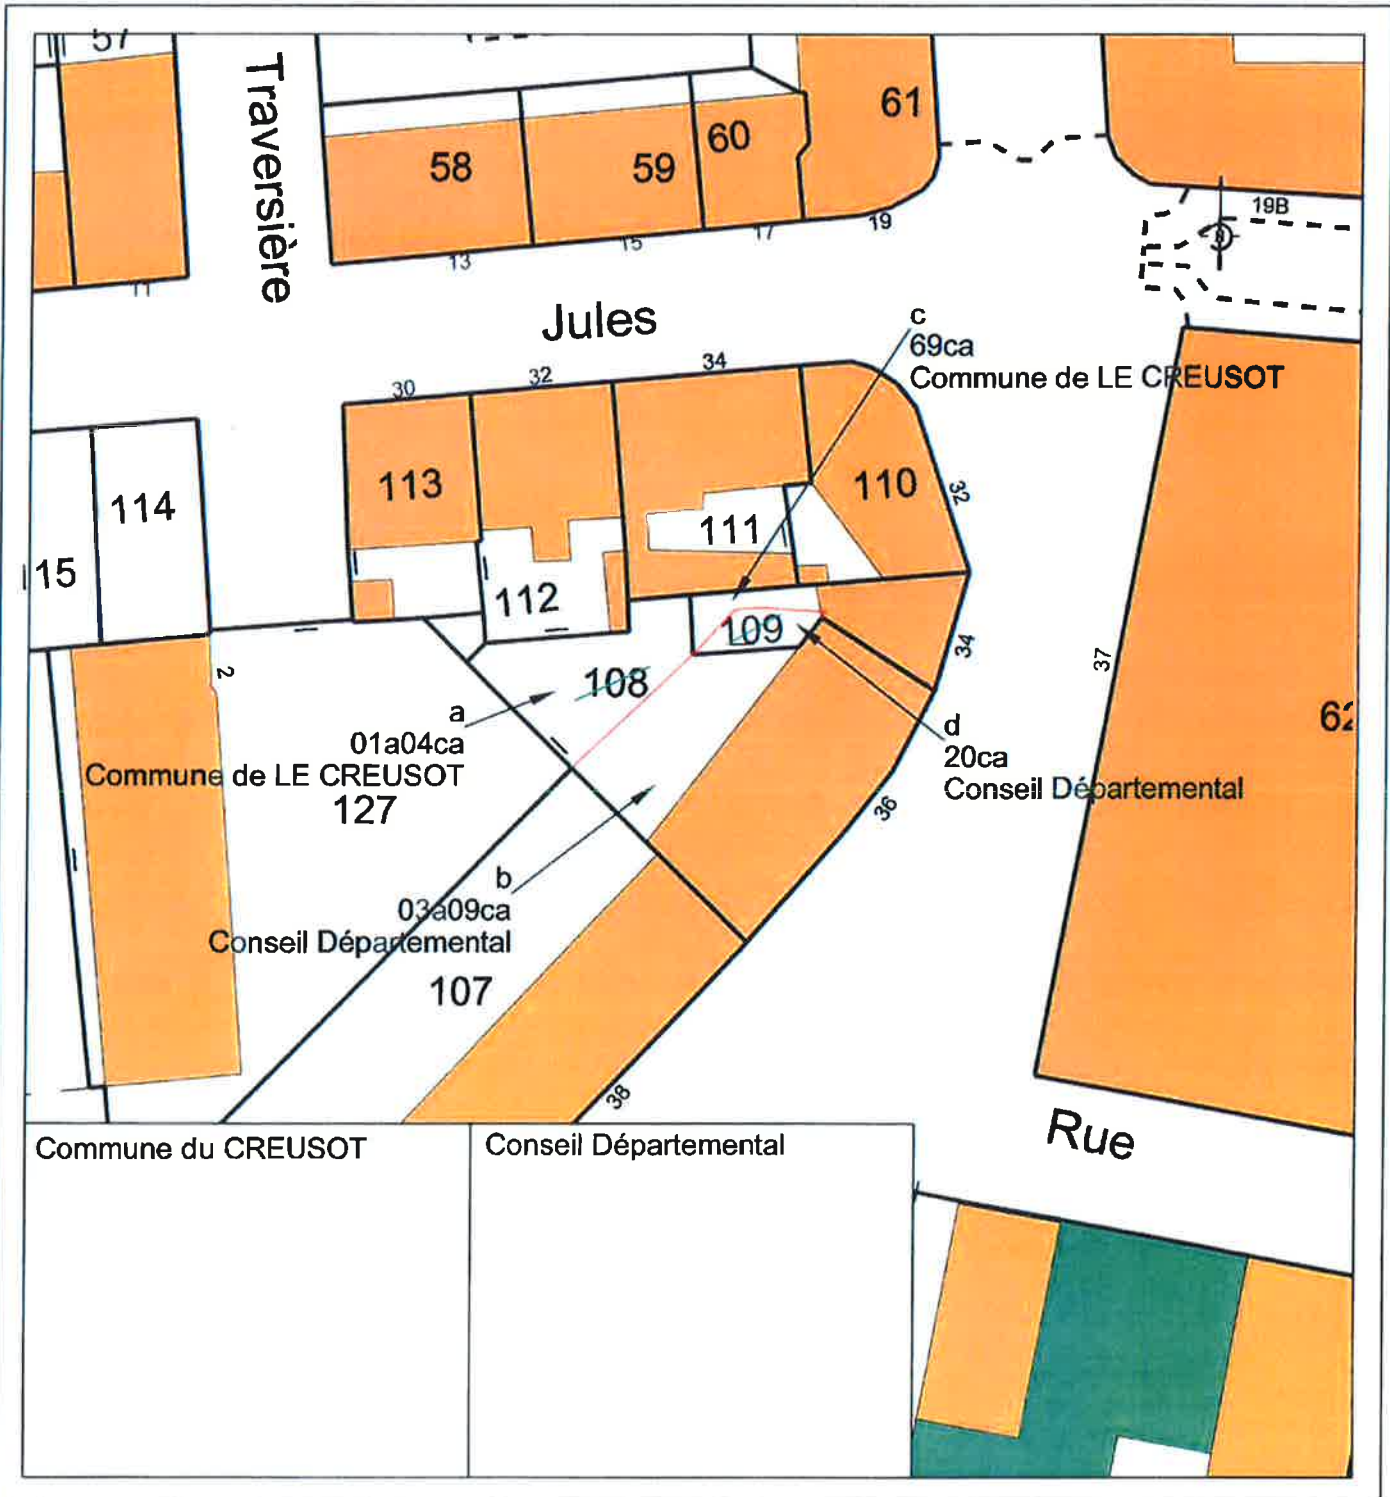 57
Traversière
61
60
58
59
19B
19
17
15
13
11
Jules
c
69ca
Commune de LE CREUSOT
34
32
30
113
110
32
114
111
15
112
109
34
37
2
108
a
01a04ca
Commune de LE CREUSOT
127
d
20ca
Conseil Départemental
62
36
b
03a09ca
Conseil Départemental
107
38
Rue
Commune du CREUSOT
Conseil Départemental